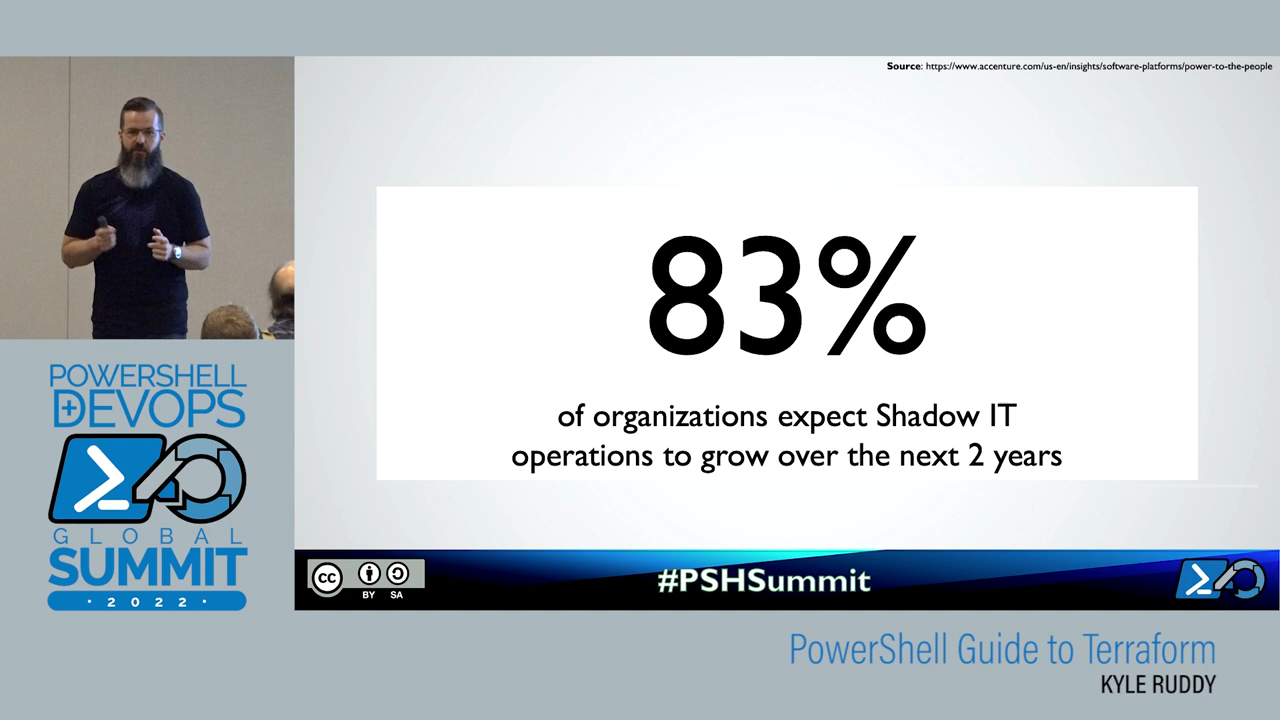 Source: https://www.accenture.com/us-en/insights/software-platforms/power-to-the-people
83%
of organizations expect Shadow IT
operations to grow over the next 2 years
POWERSHELL
DEVOPS
GLOBAL
SUMMIT
· 2022 ·
cc
BY SA
#PSHSummit
PowerShell Guide to Terraform
KYLE RUDDY